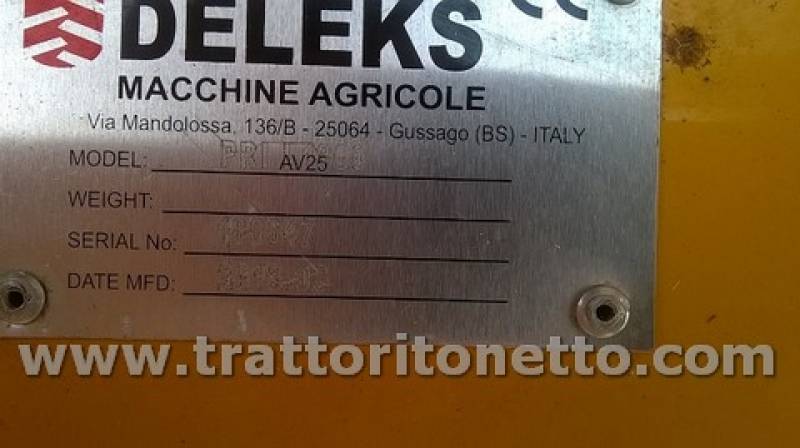 DELEKS
CE
MACCHINE AGRICOLE
Via Mandolossa, 136/B - 25064 - Gussago (BS) - ITALY
MODEL: AV25
WEIGHT:
SERIAL No:
DATE MFD:
www.trattoritonetto.com